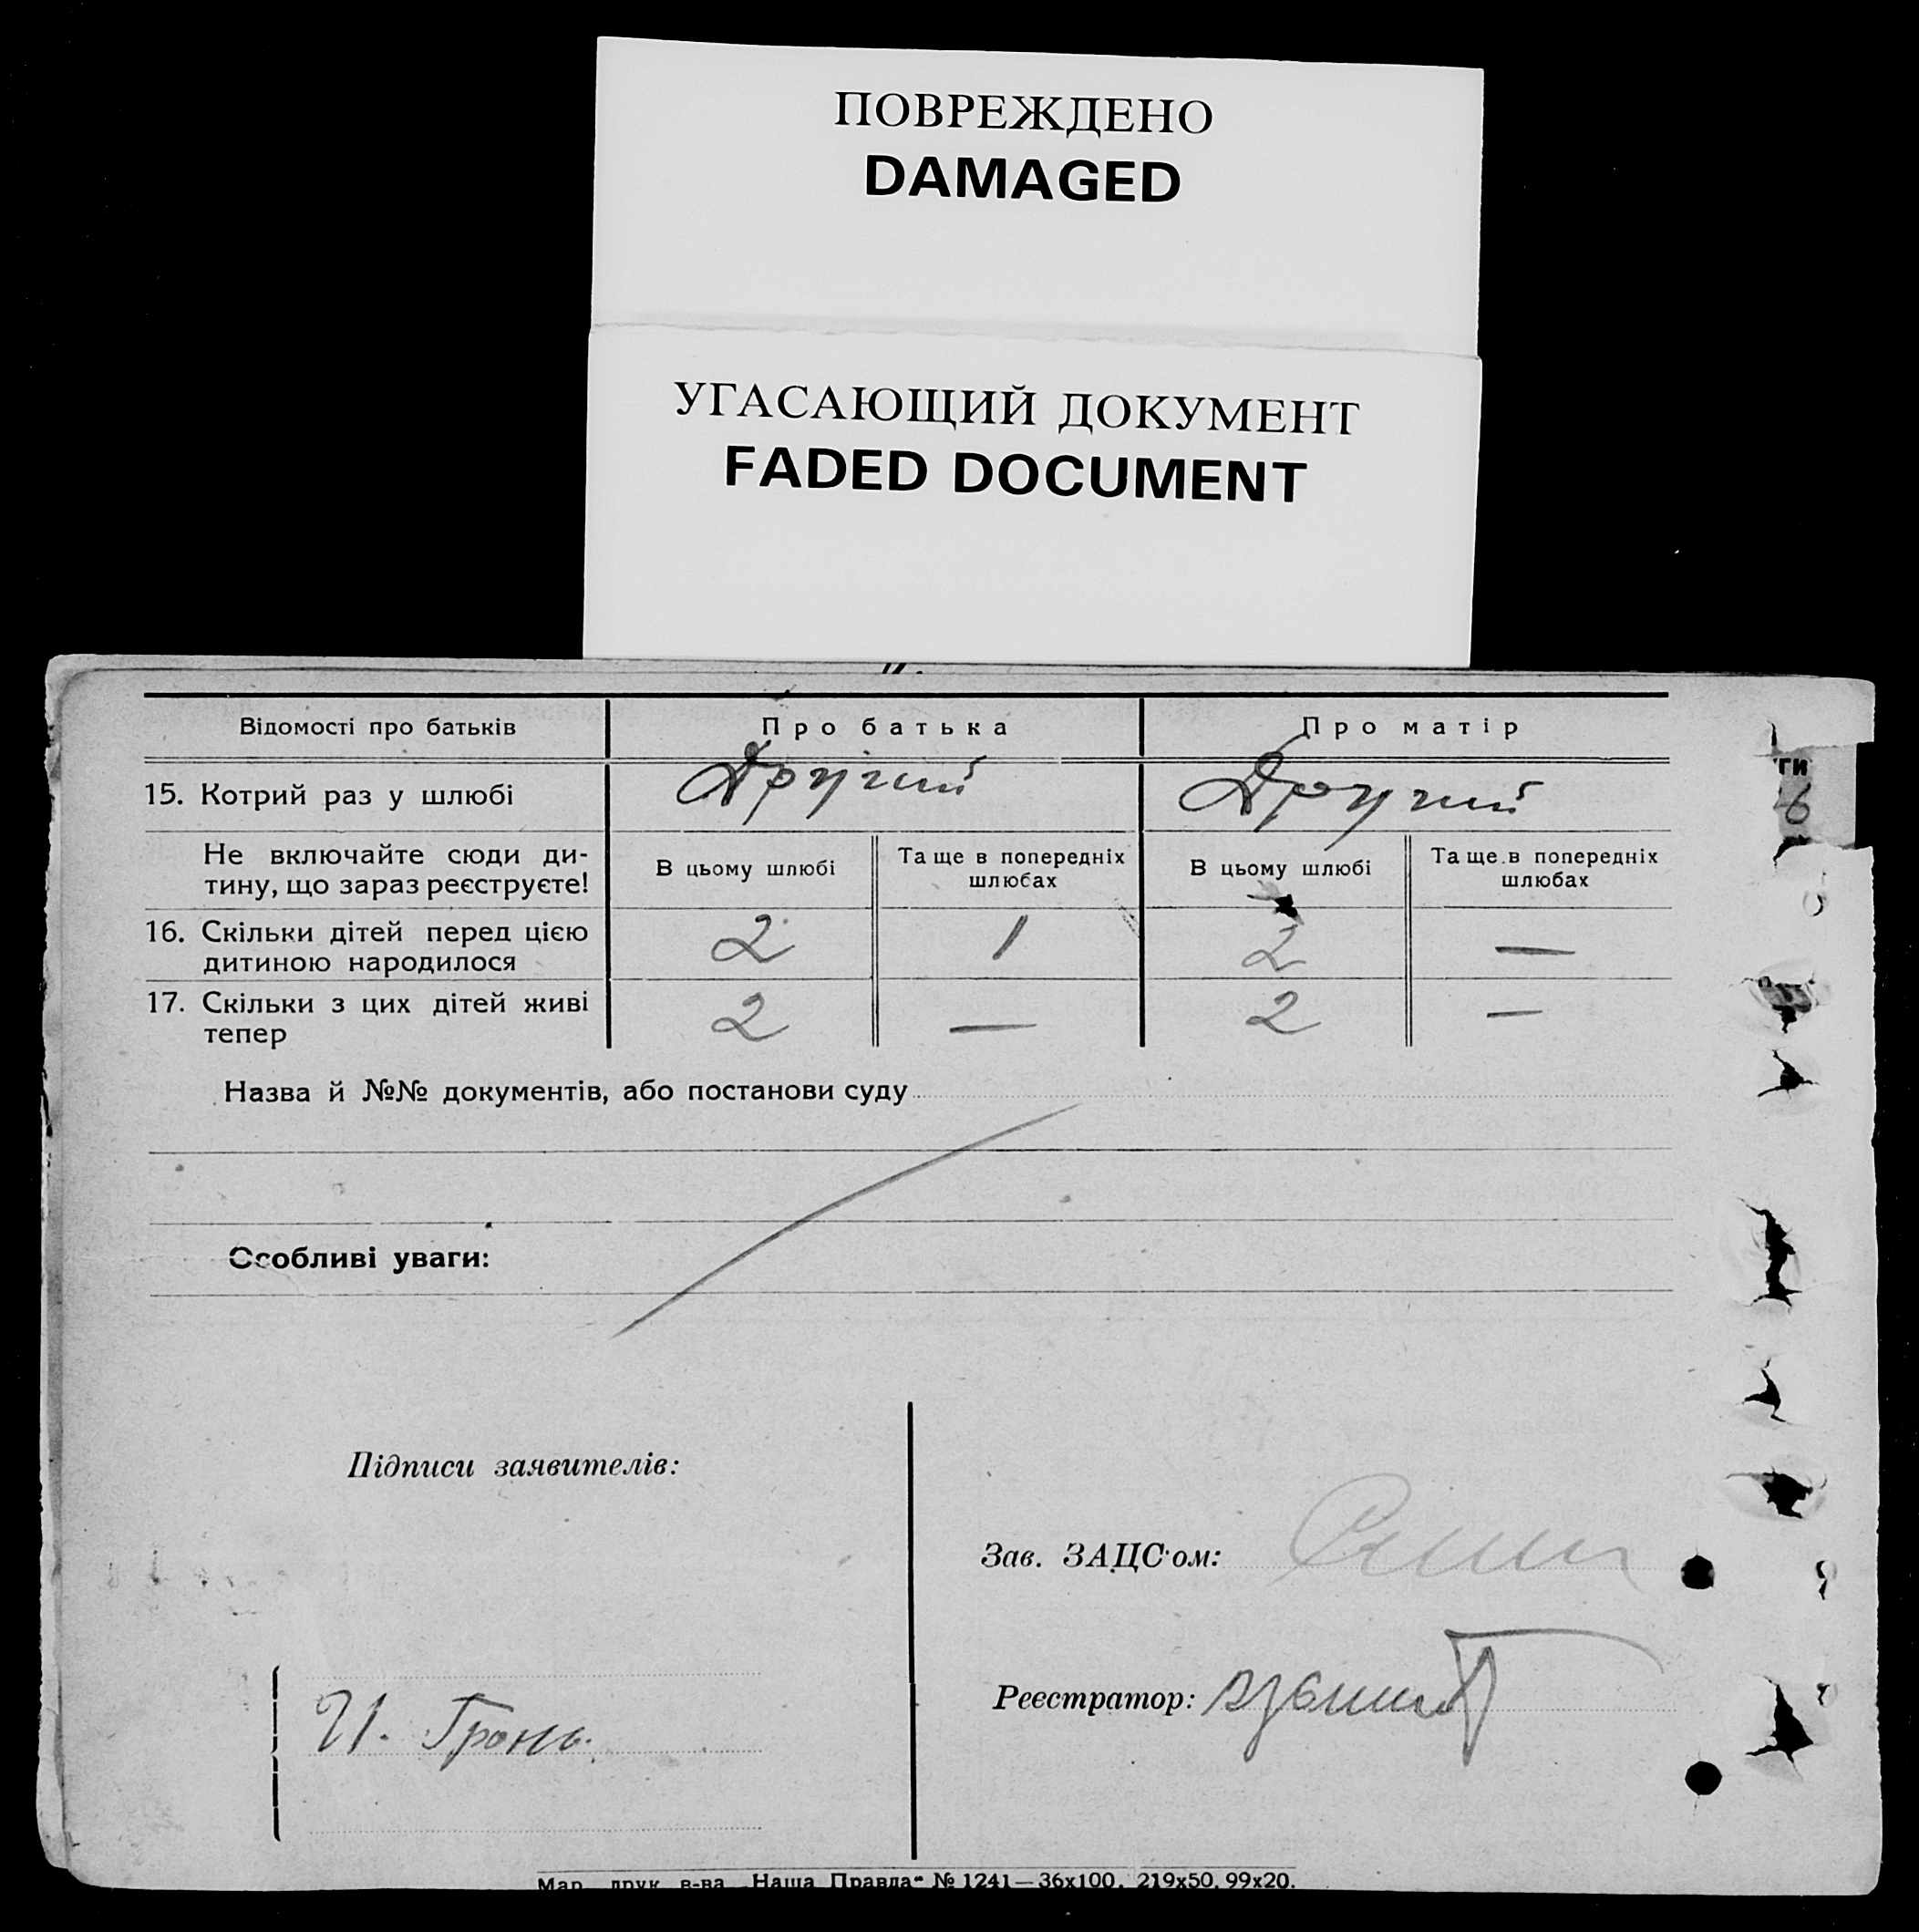 ПОВРЕЖДЕНО
DAMAGED
УГАСАЮЩИЙ ДОКУМЕНТ
FADED DOCUMENT
Відомості про батьків Про батька Про матір
15. Котрий раз у шлюбі Другий Другий
Не включайте сюди ди-
тину, що зараз реєструєте!
В цьому шлюбі
Та ще в попередніх
шлюбах
В цьому шлюбі
Та ще в попередніх
шлюбах
16. Скільки дітей перед цією
дитиною народилося 2 1 2 —
17. Скільки з цих дітей живі
тепер 2 — 2 —
Назва й №№ документів, або постанови суду
Особливі уваги:
Підписи заявителів:
И. Гронь.
Зав. ЗАЦС'ом:
Реєстратор:
Мар. друк. в-ва „Наша Правда“ № 1241—36х100. 219х50. 99х20.
ги